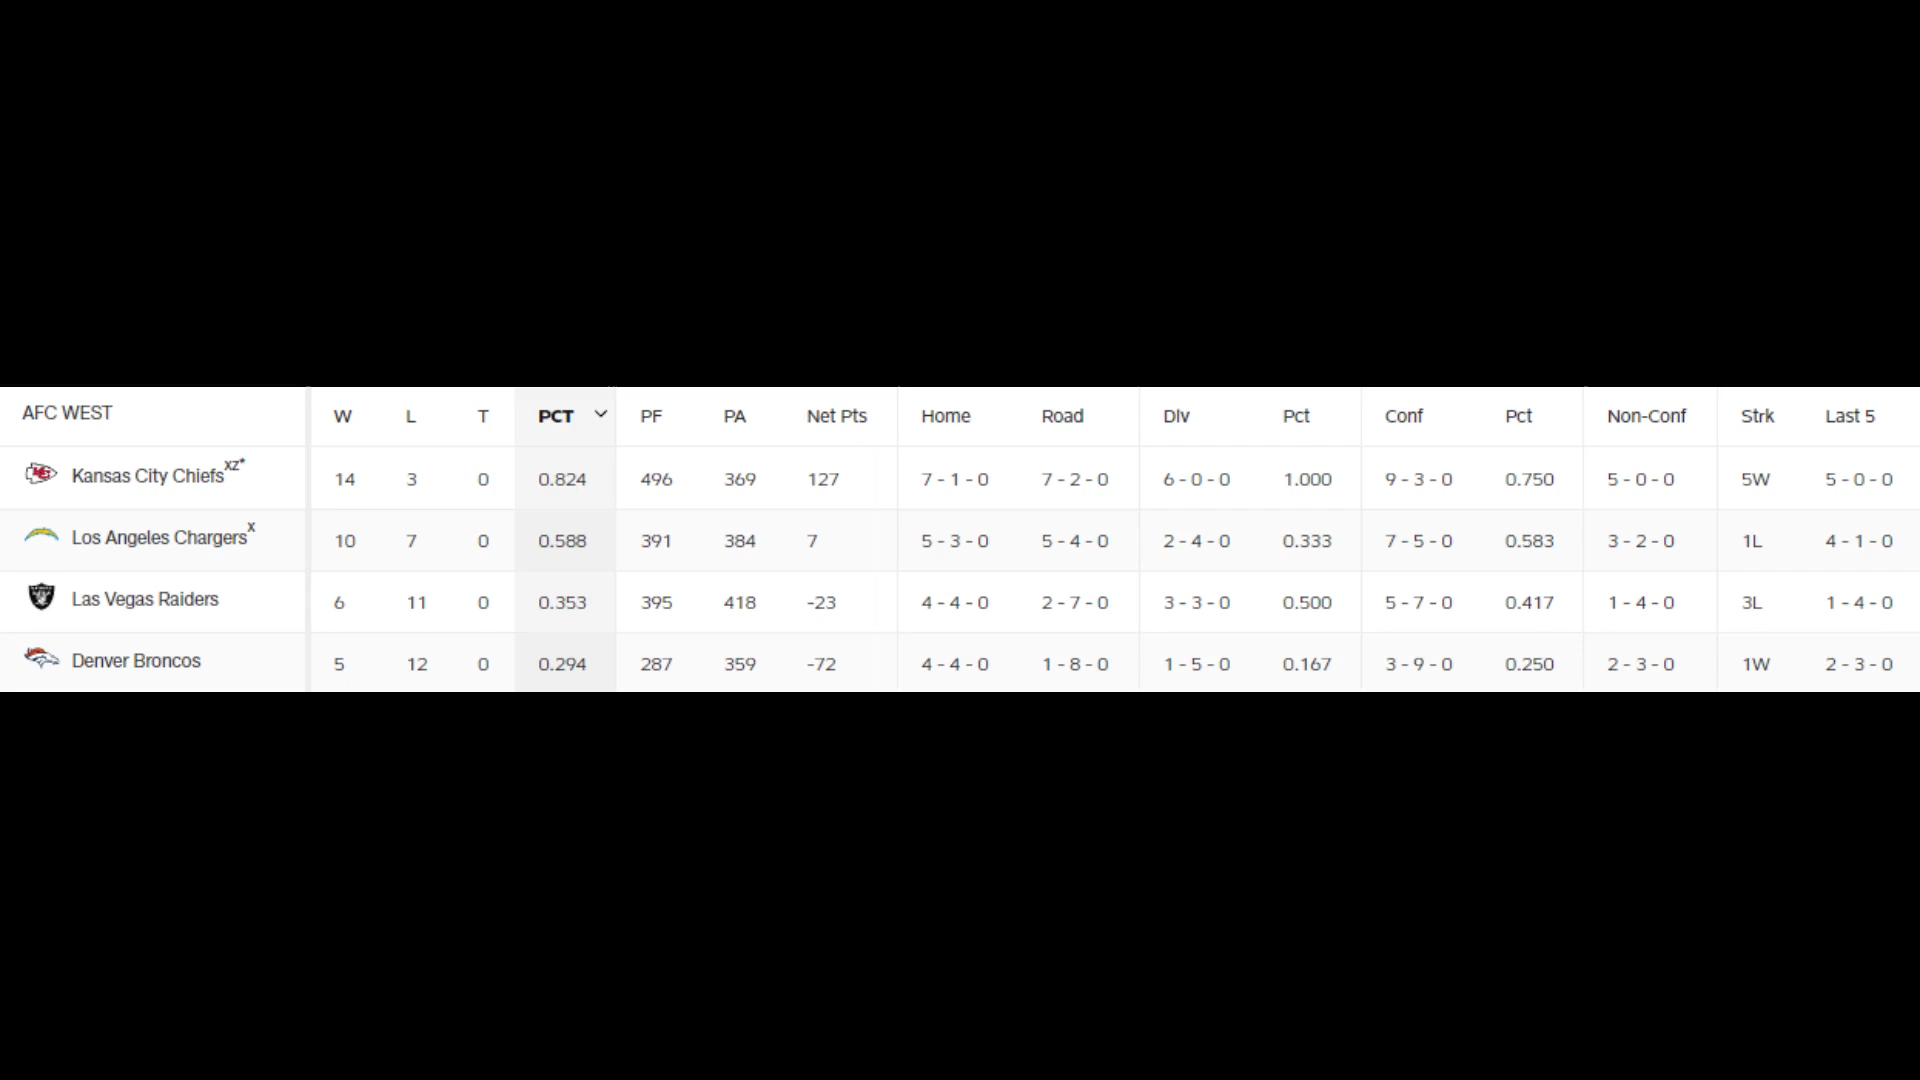 AFC WEST W L T PCT PF PA Net Pts Home Road Div Pct Conf Pct Non-Conf Strk Last 5
Kansas City Chiefs xz* 14 3 0 0.824 496 369 127 7 - 1 - 0 7 - 2 - 0 6 - 0 - 0 1.000 9 - 3 - 0 0.750 5 - 0 - 0 5W 5 - 0 - 0
Los Angeles Chargers x 10 7 0 0.588 391 384 7 5 - 3 - 0 5 - 4 - 0 2 - 4 - 0 0.333 7 - 5 - 0 0.583 3 - 2 - 0 1L 4 - 1 - 0
Las Vegas Raiders 6 11 0 0.353 395 418 -23 4 - 4 - 0 2 - 7 - 0 3 - 3 - 0 0.500 5 - 7 - 0 0.417 1 - 4 - 0 3L 1 - 4 - 0
Denver Broncos 5 12 0 0.294 287 359 -72 4 - 4 - 0 1 - 8 - 0 1 - 5 - 0 0.167 3 - 9 - 0 0.250 2 - 3 - 0 1W 2 - 3 - 0